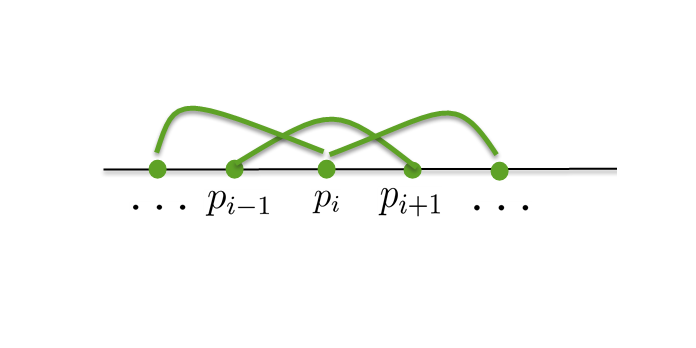 . . . p_{i−1} p_i p_{i+1} . . .